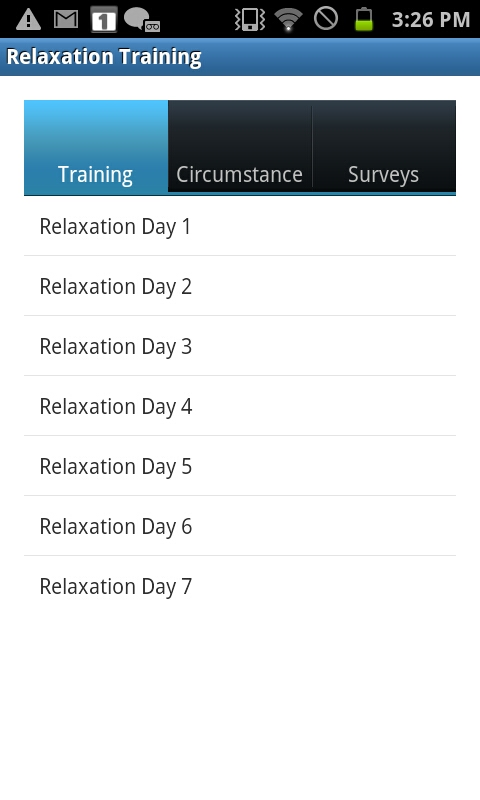 1
3:26 PM
Relaxation Training
Training
Circumstance
Surveys
Relaxation Day 1
Relaxation Day 2
Relaxation Day 3
Relaxation Day 4
Relaxation Day 5
Relaxation Day 6
Relaxation Day 7